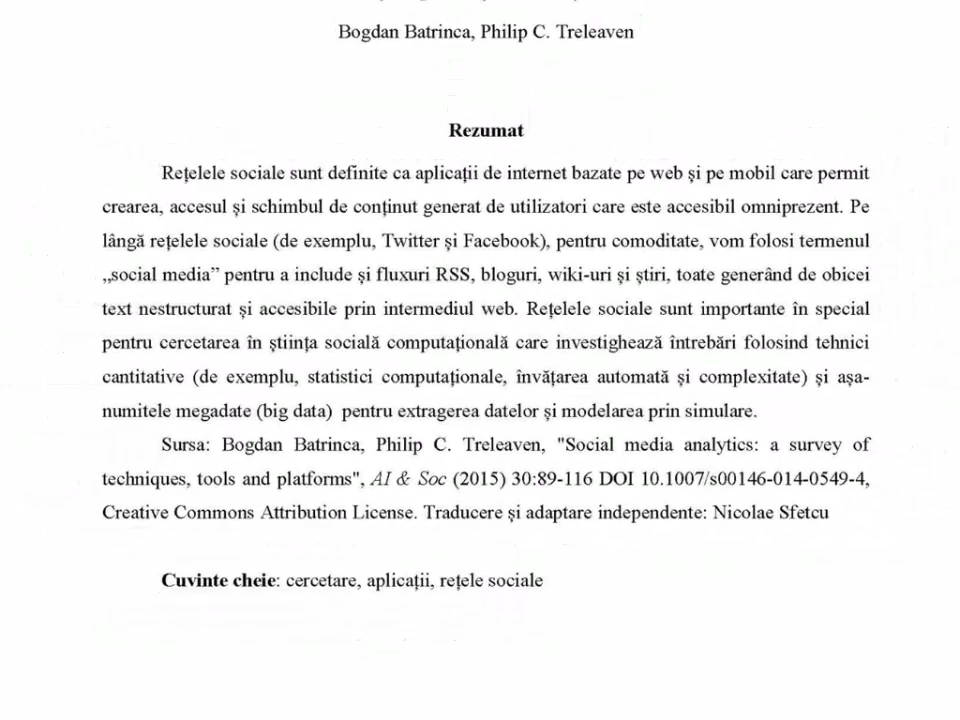 Bogdan Batrinca, Philip C. Treleaven
Rezumat
Rețelele sociale sunt definite ca aplicații de internet bazate pe web și pe mobil care permit
crearea, accesul și schimbul de conținut generat de utilizatori care este accesibil omniprezent. Pe
lângă rețelele sociale (de exemplu, Twitter și Facebook), pentru comoditate, vom folosi termenul
„social media” pentru a include și fluxuri RSS, bloguri, wiki-uri și știri, toate generând de obicei
text nestructurat și accesibile prin intermediul web. Rețelele sociale sunt importante în special
pentru cercetarea în știința socială computațională care investighează întrebări folosind tehnici
cantitative (de exemplu, statistici computaționale, învățarea automată și complexitate) și așa-
numitele megadate (big data) pentru extragerea datelor și modelarea prin simulare.
Sursa: Bogdan Batrinca, Philip C. Treleaven, "Social media analytics: a survey of
techniques, tools and platforms", AI & Soc (2015) 30:89-116 DOI 10.1007/s00146-014-0549-4,
Creative Commons Attribution License. Traducere și adaptare independente: Nicolae Sfetcu
Cuvinte cheie: cercetare, aplicații, rețele sociale